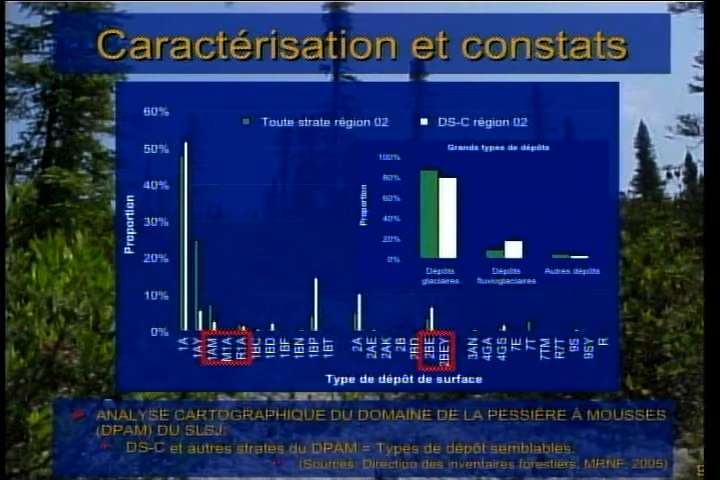 Caractérisation et constats
Toute strate région 02
DS-C région 02
60%
50%
40%
30%
20%
10%
0%
Proportion
Grands types de dépôts
100%
80%
60%
40%
20%
0%
Proportion
Dépôts glaciaires
Dépôts fluvioglaciaires
Autres dépôts
1A 1AY 1AM M1A R1A 1BC 1BD 1BF 1BN 1BP 1BT 2A 2AE 2AK 2B 2BD 2BE 2BEY 3AN 4GA 4GS 7E 7T 7TM R7T 9S 9SY R
Type de dépôt de surface
ANALYSE CARTOGRAPHIQUE DU DOMAINE DE LA PESSIÈRE À MOUSSES
(DPAM) DU SLSJ:
DS-C et autres strates du DPAM = Types de dépôt semblables.
(Sources: Direction des inventaires forestiers, MRNF, 2005)